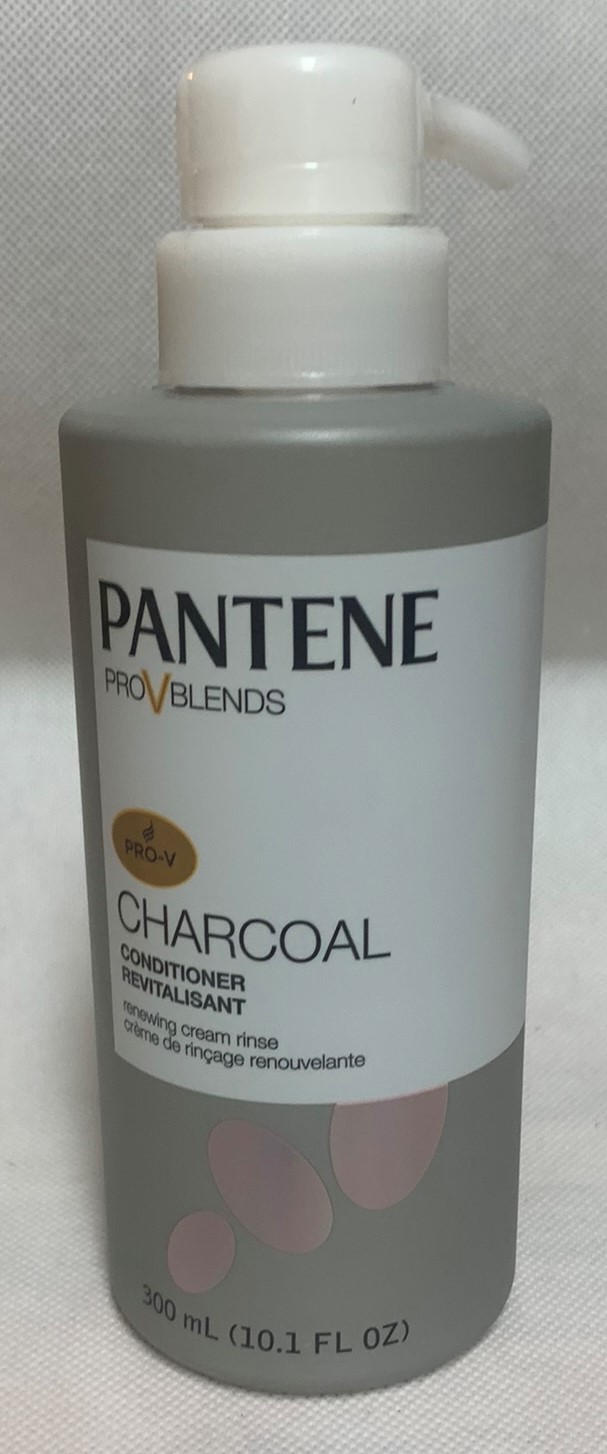 PANTENE
PROVBLENDS
PRO-V
CHARCOAL
CONDITIONER
REVITALISANT
renewing cream rinse
crème de rinçage renouvelante
300 mL (10.1 FL OZ)